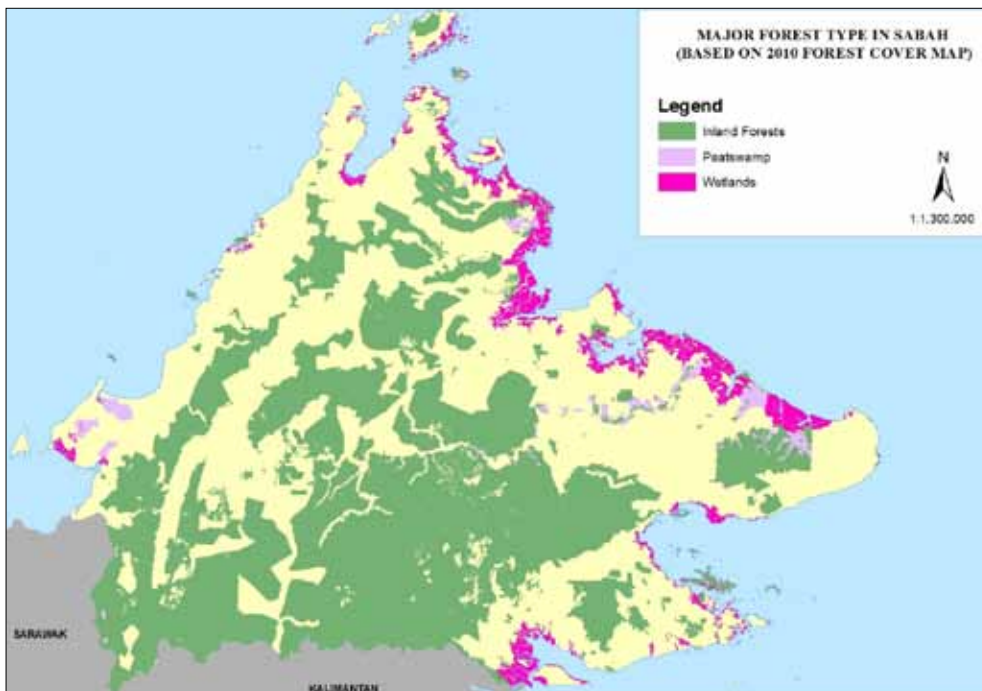 MAJOR FOREST TYPE IN SABAH
(BASED ON 2010 FOREST COVER MAP)
Legend
Inland Forests
Peatswamp
Wetlands
N
1:1,300,000
SARAWAK
KALIMANTAN